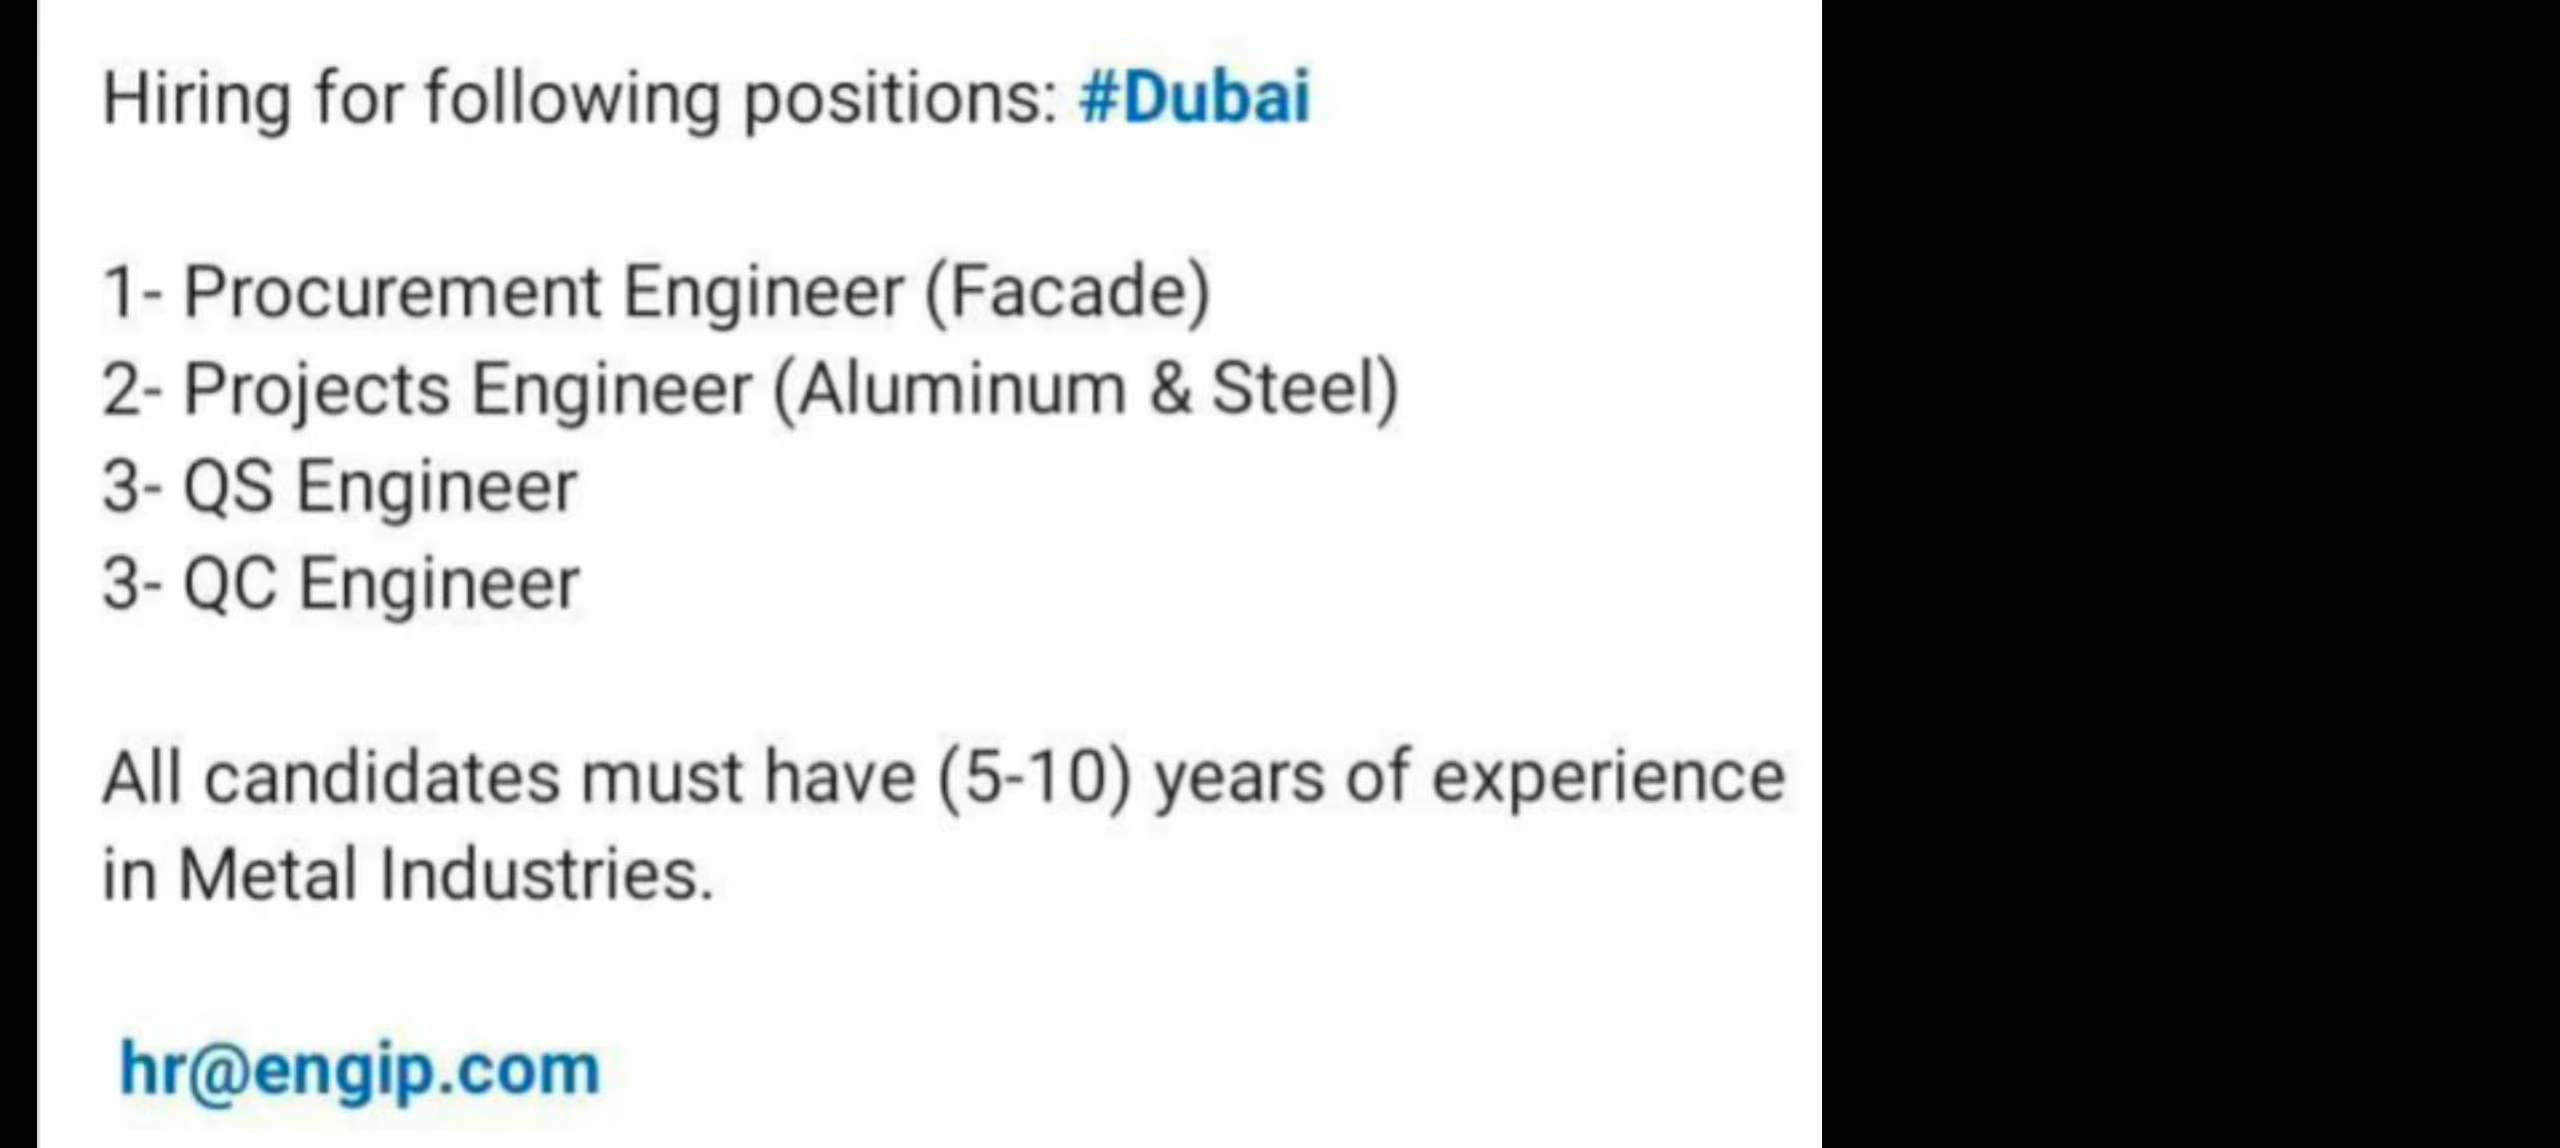 Hiring for following positions: #Dubai
1- Procurement Engineer (Facade)
2- Projects Engineer (Aluminum & Steel)
3- QS Engineer
3- QC Engineer
All candidates must have (5-10) years of experience
in Metal Industries.
hr@engip.com